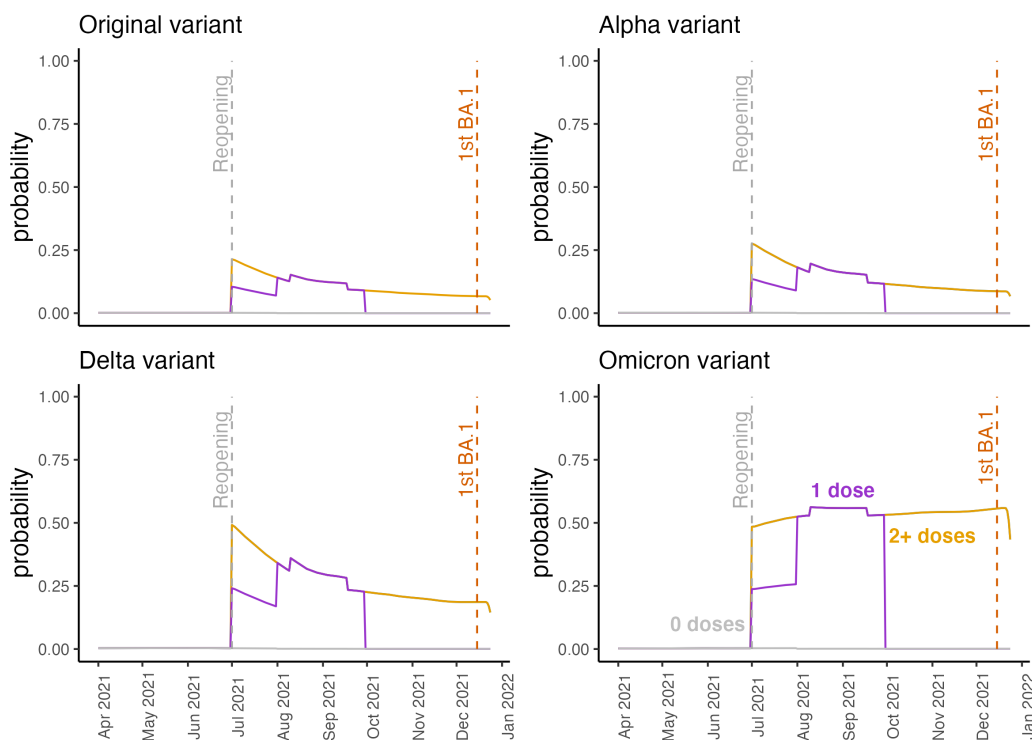 Original variant
probability
1.00
0.75
0.50
0.25
0.00
Reopening
1st BA.1
Alpha variant
probability
1.00
0.75
0.50
0.25
0.00
Reopening
1st BA.1
Delta variant
probability
1.00
0.75
0.50
0.25
0.00
Reopening
1st BA.1
Apr 2021
May 2021
Jun 2021
Jul 2021
Aug 2021
Sep 2021
Oct 2021
Nov 2021
Dec 2021
Jan 2022
Omicron variant
probability
1.00
0.75
0.50
0.25
0.00
Reopening
1st BA.1
1 dose
2+ doses
0 doses
Apr 2021
May 2021
Jun 2021
Jul 2021
Aug 2021
Sep 2021
Oct 2021
Nov 2021
Dec 2021
Jan 2022